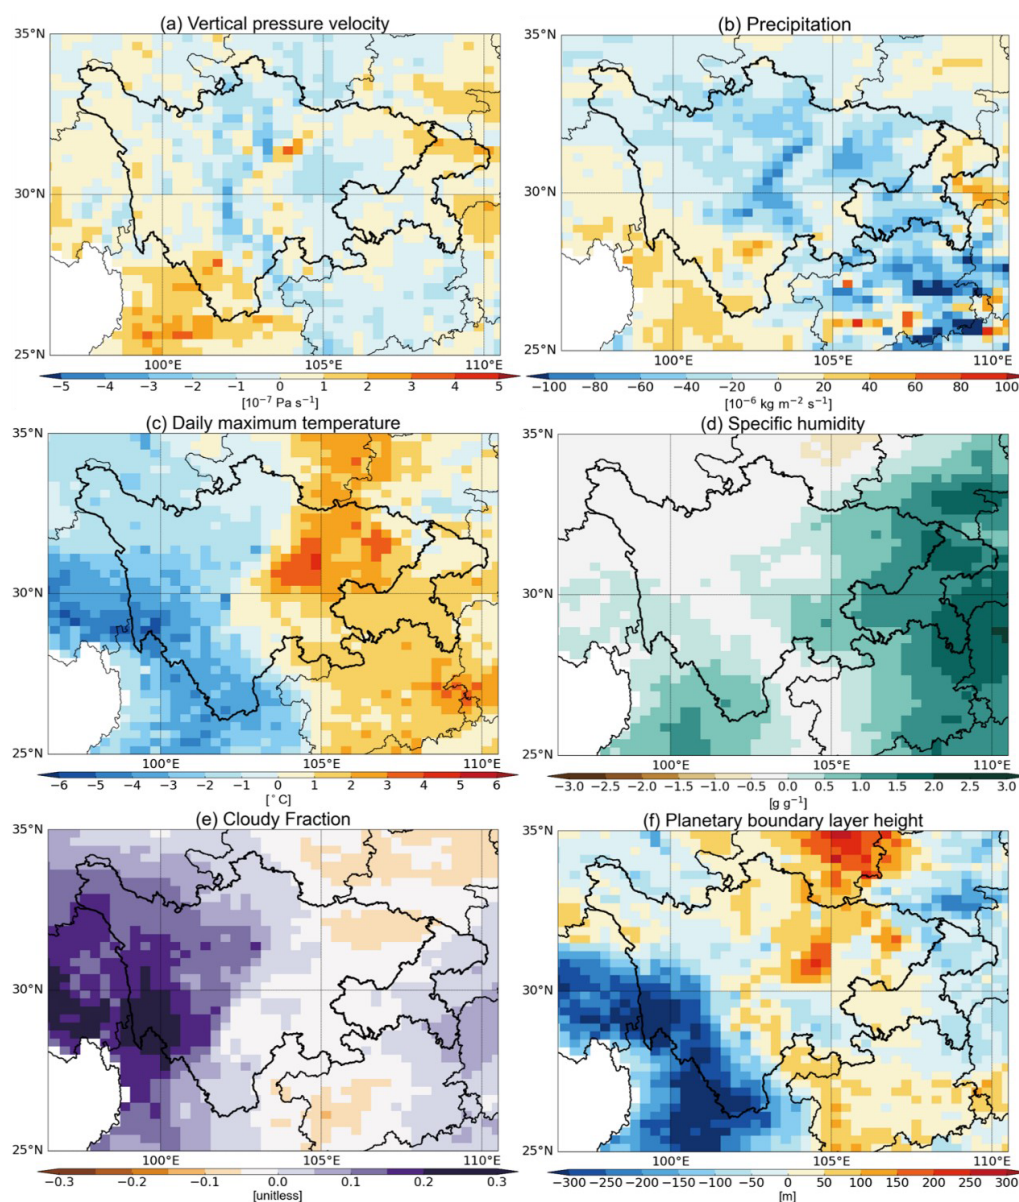 (a) Vertical pressure velocity
(b) Precipitation
35°N
30°N
25°N
100°E 105°E 110°E
-5 -4 -3 -2 -1 0 1 2 3 4 5
[10⁻⁷ Pa s⁻¹]
35°N
30°N
25°N
100°E 105°E 110°E
-100 -80 -60 -40 -20 0 20 40 60 80 100
[10⁻⁶ kg m⁻² s⁻¹]
(c) Daily maximum temperature
(d) Specific humidity
35°N
30°N
25°N
100°E 105°E 110°E
-6 -5 -4 -3 -2 -1 0 1 2 3 4 5 6
[°C]
35°N
30°N
25°N
100°E 105°E 110°E
-3.0 -2.5 -2.0 -1.5 -1.0 -0.5 0.0 0.5 1.0 1.5 2.0 2.5 3.0
[g g⁻¹]
(e) Cloudy Fraction
(f) Planetary boundary layer height
35°N
30°N
25°N
100°E 105°E 110°E
-0.3 -0.2 -0.1 0.0 0.1 0.2 0.3
[unitless]
35°N
30°N
25°N
100°E 105°E 110°E
-300 -250 -200 -150 -100 -50 0 50 100 150 200 250 300
[m]